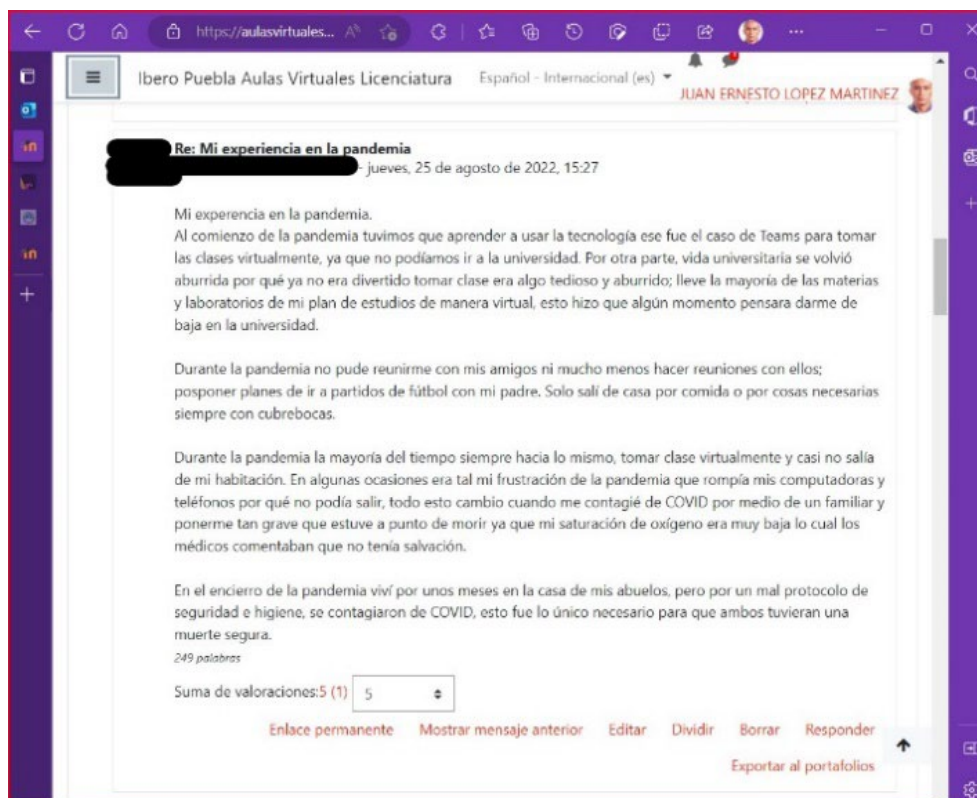 https://aulasvirtuales...
Ibero Puebla Aulas Virtuales Licenciatura Español - Internacional (es)
JUAN ERNESTO LOPEZ MARTINEZ
Re: Mi experiencia en la pandemia
- jueves, 25 de agosto de 2022, 15:27
Mi experencia en la pandemia.
Al comienzo de la pandemia tuvimos que aprender a usar la tecnología ese fue el caso de Teams para tomar
las clases virtualmente, ya que no podíamos ir a la universidad. Por otra parte, vida universitaria se volvió
aburrida por qué ya no era divertido tomar clase era algo tedioso y aburrido; lleve la mayoría de las materias
y laboratorios de mi plan de estudios de manera virtual, esto hizo que algún momento pensara darme de
baja en la universidad.
Durante la pandemia no pude reunirme con mis amigos ni mucho menos hacer reuniones con ellos;
posponer planes de ir a partidos de fútbol con mi padre. Solo salí de casa por comida o por cosas necesarias
siempre con cubrebocas.
Durante la pandemia la mayoría del tiempo siempre hacia lo mismo, tomar clase virtualmente y casi no salía
de mi habitación. En algunas ocasiones era tal mi frustración de la pandemia que rompía mis computadoras y
teléfonos por qué no podía salir, todo esto cambio cuando me contagié de COVID por medio de un familiar y
ponerme tan grave que estuve a punto de morir ya que mi saturación de oxígeno era muy baja lo cual los
médicos comentaban que no tenía salvación.
En el encierro de la pandemia viví por unos meses en la casa de mis abuelos, pero por un mal protocolo de
seguridad e higiene, se contagiaron de COVID, esto fue lo único necesario para que ambos tuvieran una
muerte segura.
249 palabras
Suma de valoraciones:5 (1) 5
Enlace permanente Mostrar mensaje anterior Editar Dividir Borrar Responder
Exportar al portafolios